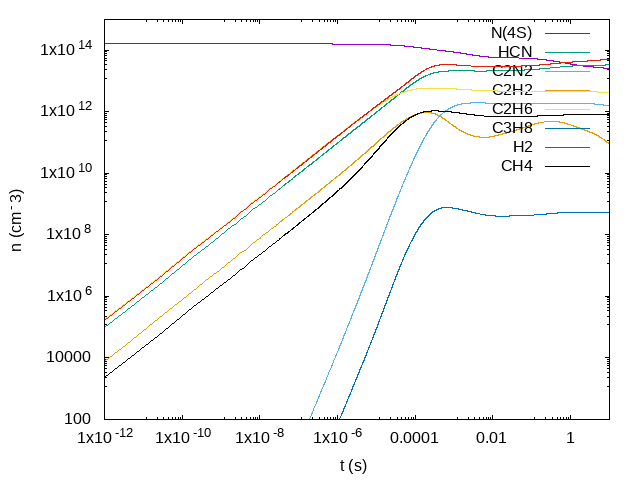 1x10 14
1x10 12
1x10 10
1x10 8
1x10 6
10000
100
1x10 -12
1x10 -10
1x10 -8
1x10 -6
0.0001
0.01
1
n (cm-3)
t (s)
N(4S)
HCN
C2N2
C2H2
C2H6
C3H8
H2
CH4